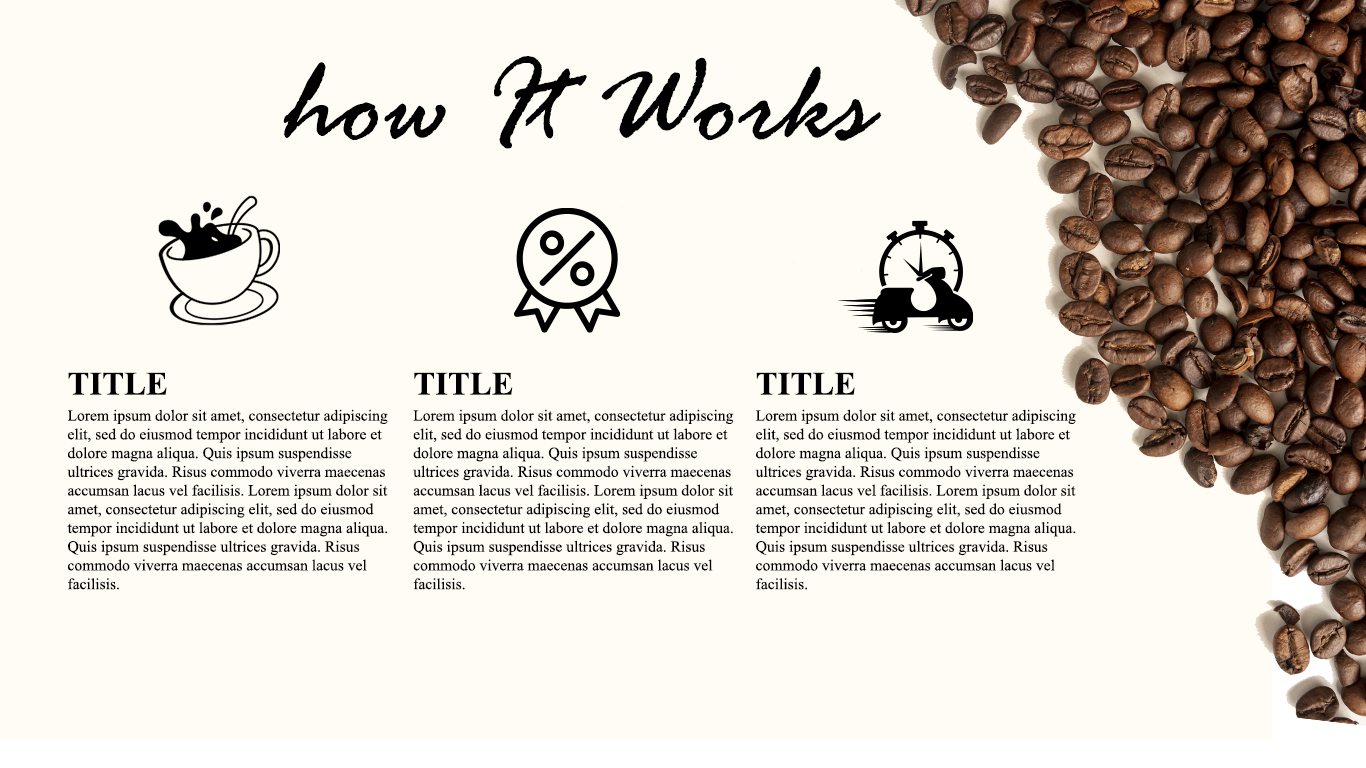 how It Works
TITLE
Lorem ipsum dolor sit amet, consectetur adipiscing
elit, sed do eiusmod tempor incididunt ut labore et
dolore magna aliqua. Quis ipsum suspendisse
ultrices gravida. Risus commodo viverra maecenas
accumsan lacus vel facilisis. Lorem ipsum dolor sit
amet, consectetur adipiscing elit, sed do eiusmod
tempor incididunt ut labore et dolore magna aliqua.
Quis ipsum suspendisse ultrices gravida. Risus
commodo viverra maecenas accumsan lacus vel
facilisis.
TITLE
Lorem ipsum dolor sit amet, consectetur adipiscing
elit, sed do eiusmod tempor incididunt ut labore et
dolore magna aliqua. Quis ipsum suspendisse
ultrices gravida. Risus commodo viverra maecenas
accumsan lacus vel facilisis. Lorem ipsum dolor sit
amet, consectetur adipiscing elit, sed do eiusmod
tempor incididunt ut labore et dolore magna aliqua.
Quis ipsum suspendisse ultrices gravida. Risus
commodo viverra maecenas accumsan lacus vel
facilisis.
TITLE
Lorem ipsum dolor sit amet, consectetur adipiscing
elit, sed do eiusmod tempor incididunt ut labore et
dolore magna aliqua. Quis ipsum suspendisse
ultrices gravida. Risus commodo viverra maecenas
accumsan lacus vel facilisis. Lorem ipsum dolor sit
amet, consectetur adipiscing elit, sed do eiusmod
tempor incididunt ut labore et dolore magna aliqua.
Quis ipsum suspendisse ultrices gravida. Risus
commodo viverra maecenas accumsan lacus vel
facilisis.